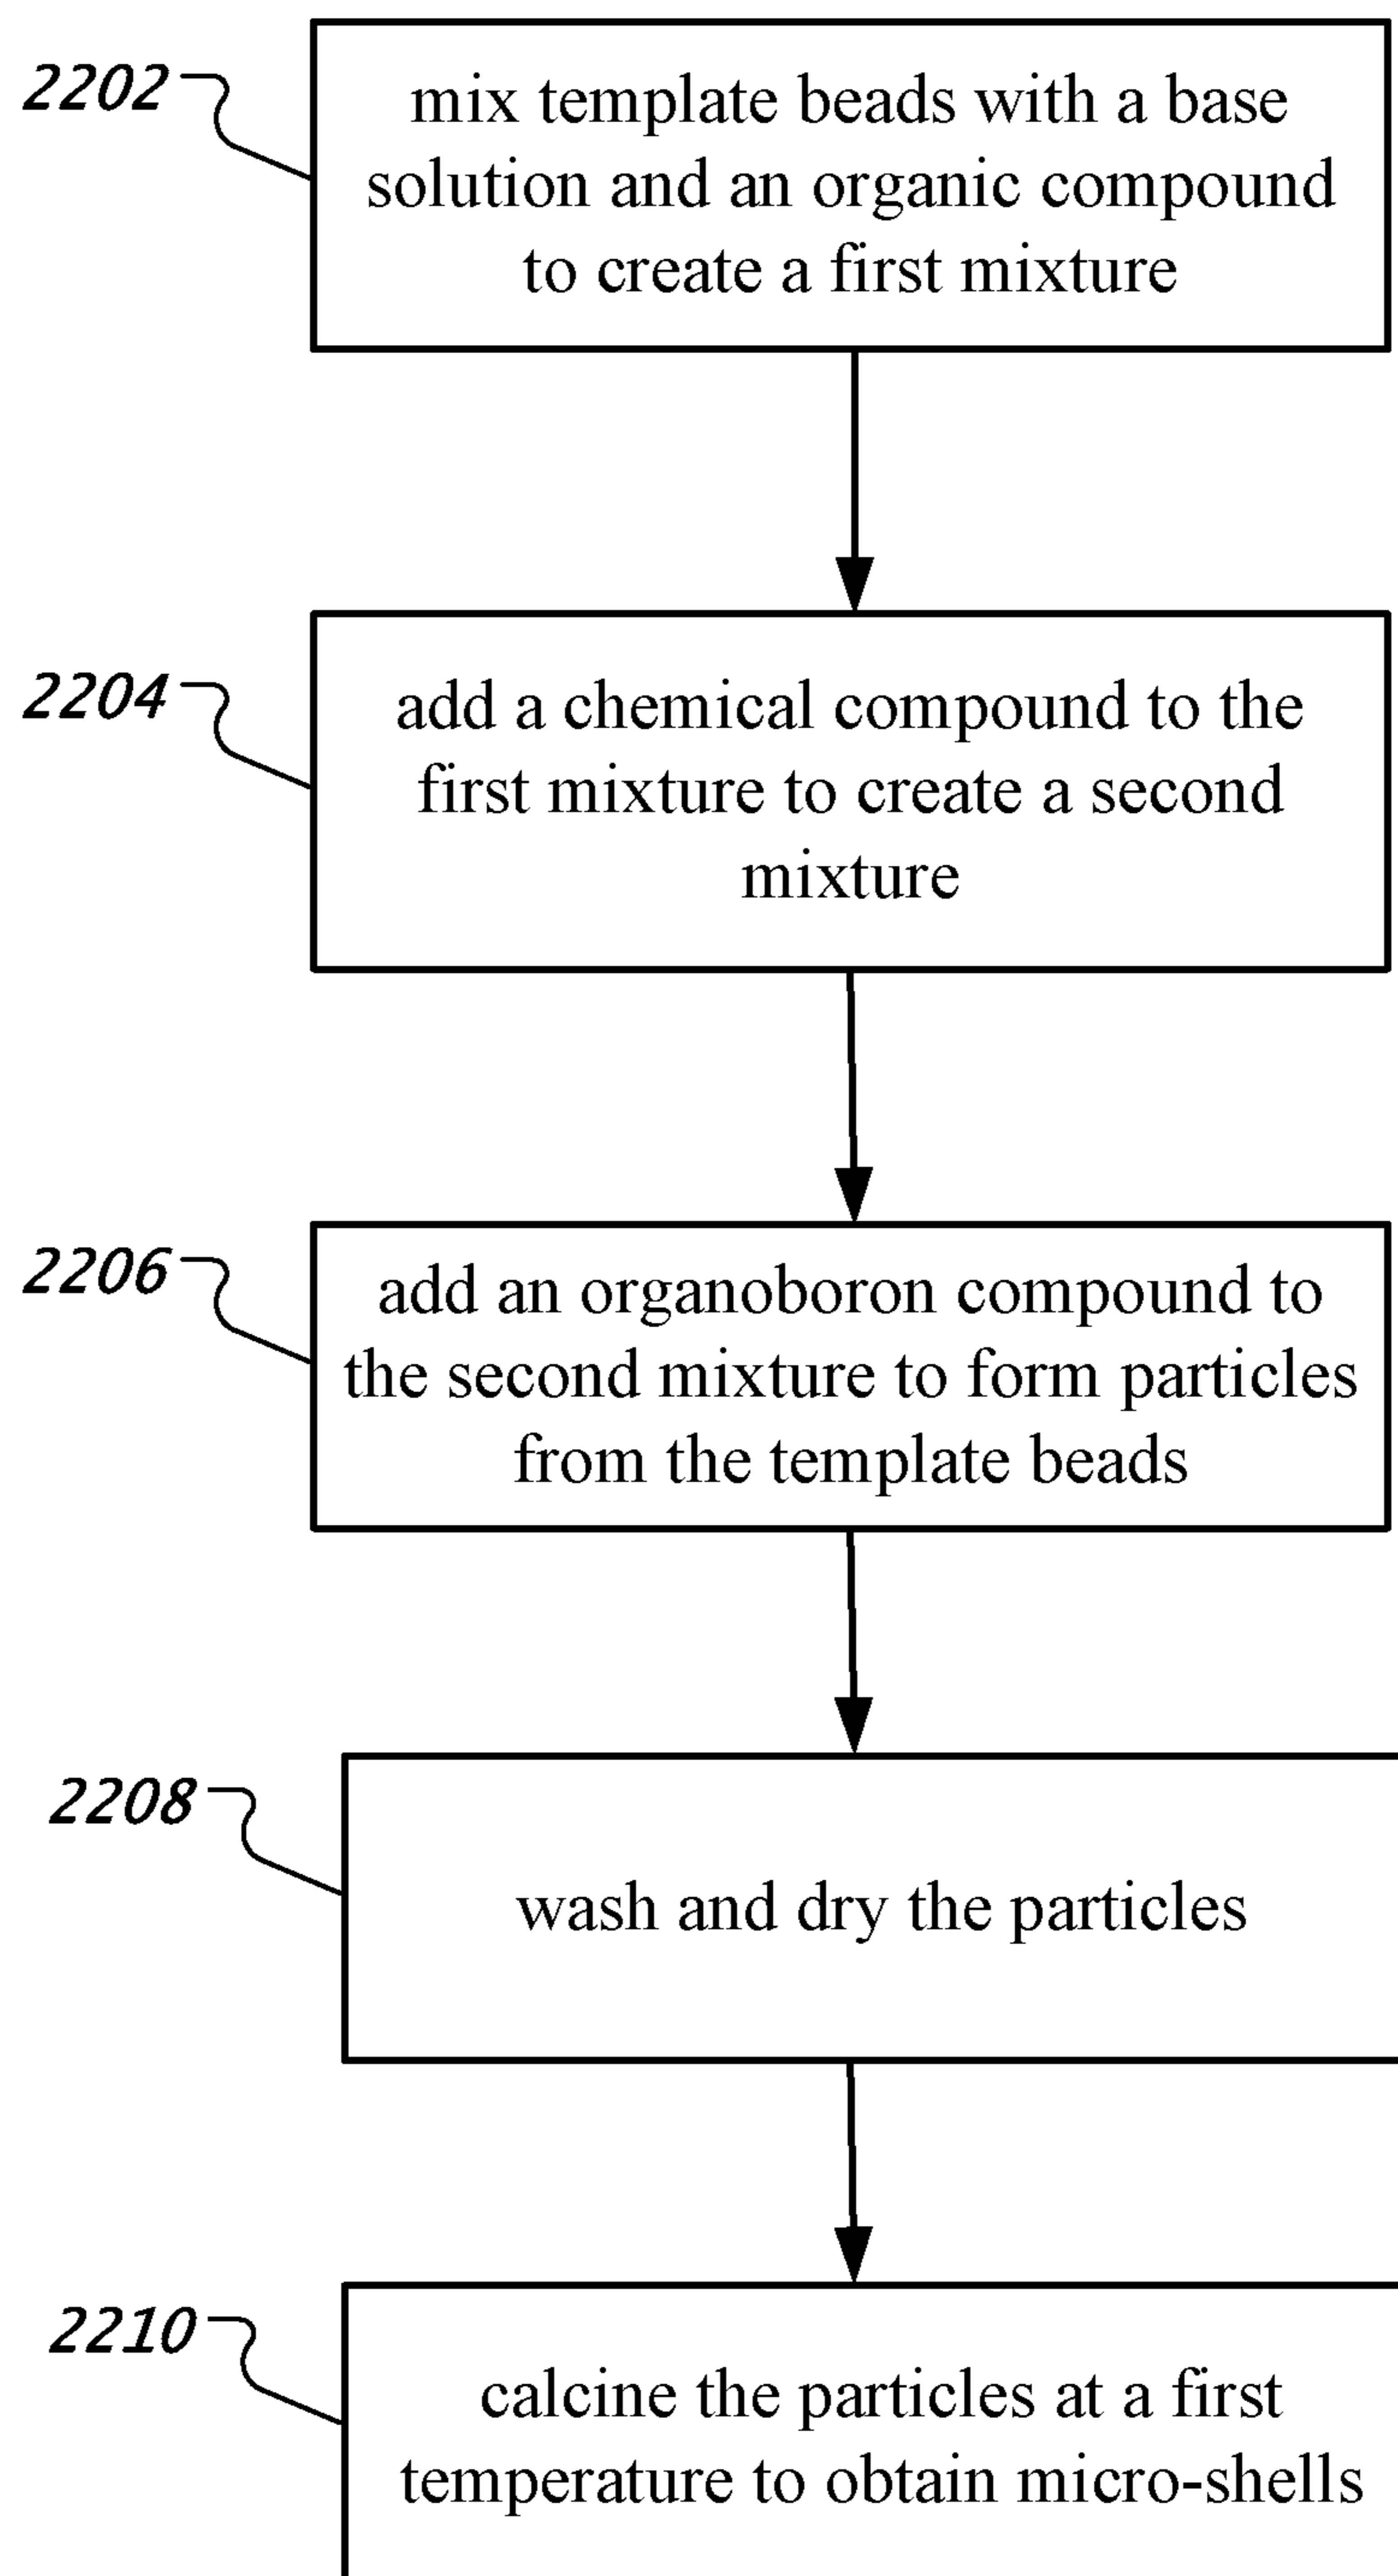 2202
mix template beads with a base
solution and an organic compound
to create a first mixture
2204
add a chemical compound to the
first mixture to create a second
mixture
2206
add an organoboron compound to
the second mixture to form particles
from the template beads
2208
wash and dry the particles
2210
calcine the particles at a first
temperature to obtain micro-shells